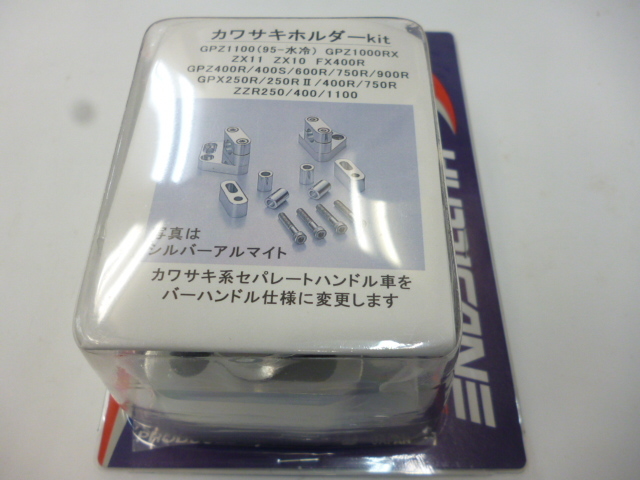 カワサキホルダーkit
GPZ1100(95-水冷) GPZ1000RX
ZX11 ZX10 FX400R
GPZ400R/400S/600R/750R/900R
GPX250R/250RⅡ/400R/750R
ZZR250/400/1100
写真は
シルバーアルマイト
カワサキ系セパレートハンドル車を
バーハンドル仕様に変更します
HURRICANE